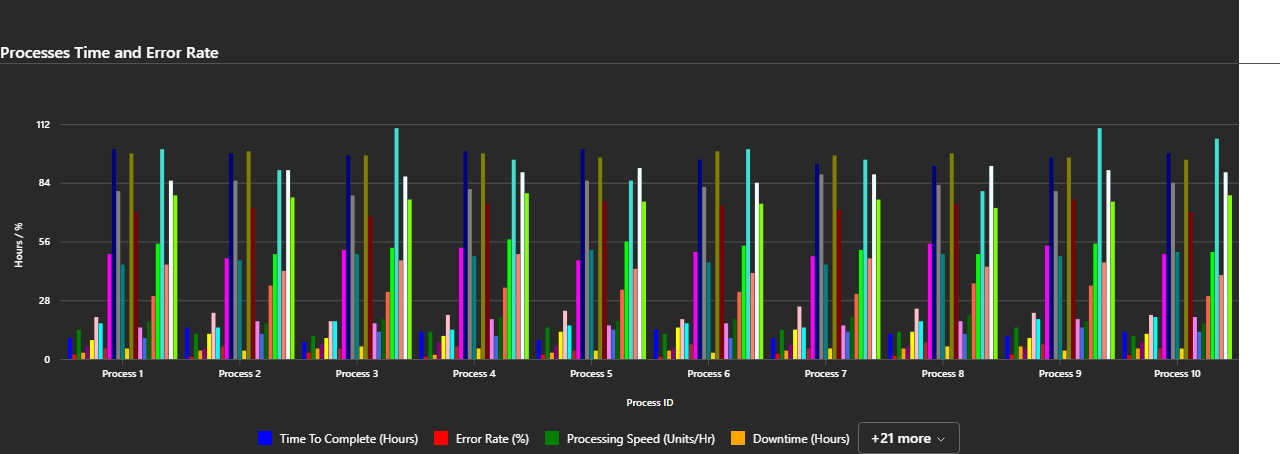 Processes Time and Error Rate
112
84
56
28
0
Hours / %
Process 1 Process 2 Process 3 Process 4 Process 5 Process 6 Process 7 Process 8 Process 9 Process 10
Process ID
Time To Complete (Hours) Error Rate (%) Processing Speed (Units/Hr) Downtime (Hours) +21 more